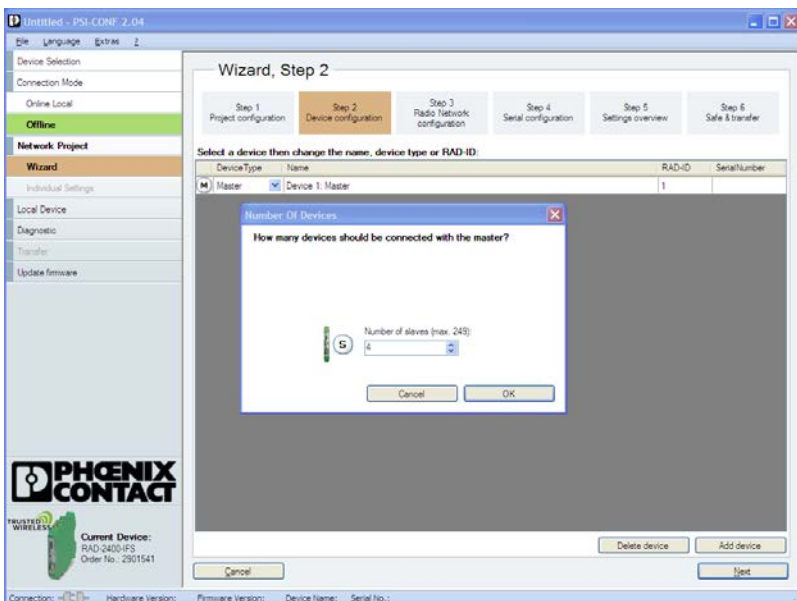 Untitled - PSI-CONF 2.04
File Language Extras ?
Device Selection
Connection Mode
Online Local
Offline
Network Project
Wizard
Individual Settings
Local Device
Diagnostic
Transfer
Update firmware
PHŒNIX
CONTACT
TRUSTED
WIRELESS
Current Device:
RAD-2400-IFS
Order No.: 2901541
Wizard, Step 2
Step 1
Project configuration
Step 2
Device configuration
Step 3
Radio Network
configuration
Step 4
Serial configuration
Step 5
Settings overview
Step 6
Safe & transfer
Select a device then change the name, device type or RAD-ID:
DeviceType Name RAD-ID SerialNumber
M Master Device 1: Master 1
Number Of Devices
How many devices should be connected with the master?
S
Number of slaves (max. 249):
4
Cancel OK
Delete device Add device
Cancel Next
Connection: Hardware Version: Firmware Version: Device Name: Serial No.: